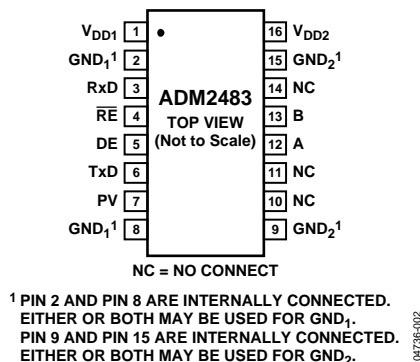 VDD1 1 16 VDD2
GND1¹ 2 15 GND2¹
RxD 3 14 NC
RE 4 13 B
DE 5 12 A
TxD 6 11 NC
PV 7 10 NC
GND1¹ 8 9 GND2¹
ADM2483
TOP VIEW
(Not to Scale)
NC = NO CONNECT
¹ PIN 2 AND PIN 8 ARE INTERNALLY CONNECTED.
EITHER OR BOTH MAY BE USED FOR GND1.
PIN 9 AND PIN 15 ARE INTERNALLY CONNECTED.
EITHER OR BOTH MAY BE USED FOR GND2.
04736-002